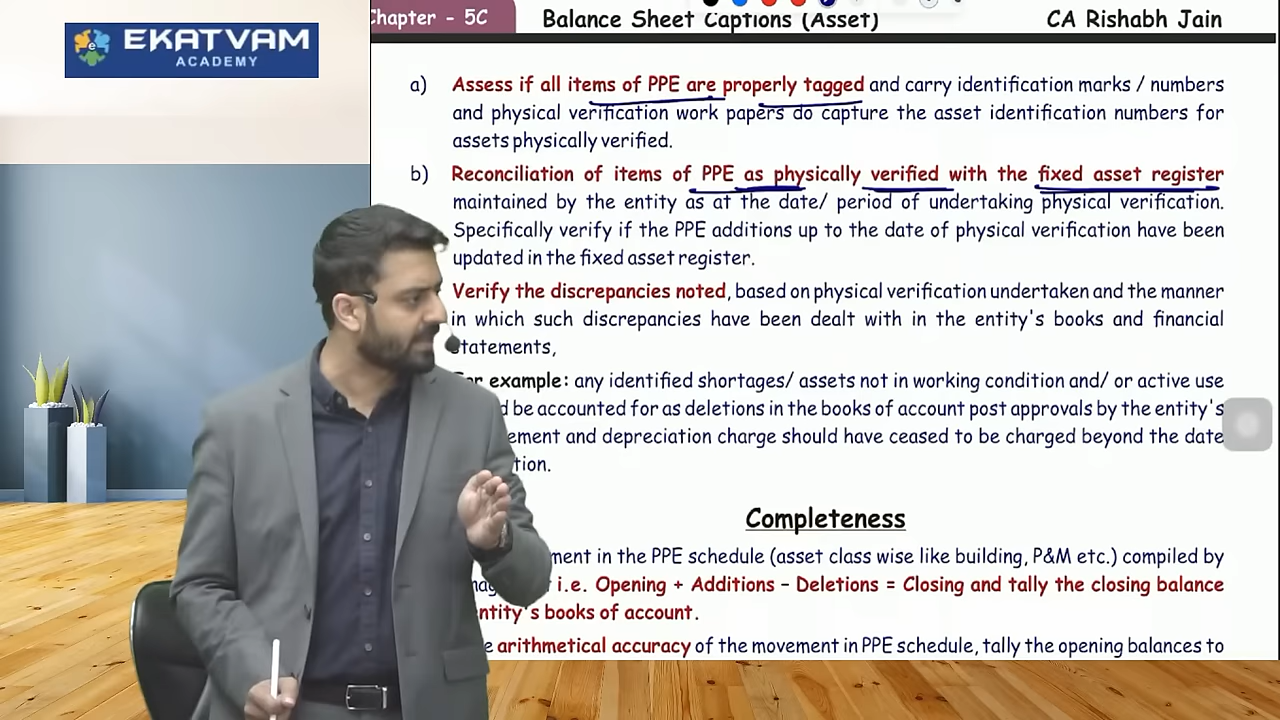 EKATVAM
ACADEMY
Chapter - 5C
Balance Sheet Captions (Asset)
CA Rishabh Jain
a) Assess if all items of PPE are properly tagged and carry identification marks / numbers
and physical verification work papers do capture the asset identification numbers for
assets physically verified.
b) Reconciliation of items of PPE as physically verified with the fixed asset register
maintained by the entity as at the date/ period of undertaking physical verification.
Specifically verify if the PPE additions up to the date of physical verification have been
updated in the fixed asset register.
Verify the discrepancies noted, based on physical verification undertaken and the manner
in which such discrepancies have been dealt with in the entity's books and financial
statements,
For example: any identified shortages/ assets not in working condition and/ or active use
be accounted for as deletions in the books of account post approvals by the entity's
and depreciation charge should have ceased to be charged beyond the date
Completeness
in the PPE schedule (asset class wise like building, P&M etc.) compiled by
i.e. Opening + Additions - Deletions = Closing and tally the closing balance
entity's books of account.
arithmetical accuracy of the movement in PPE schedule, tally the opening balances to